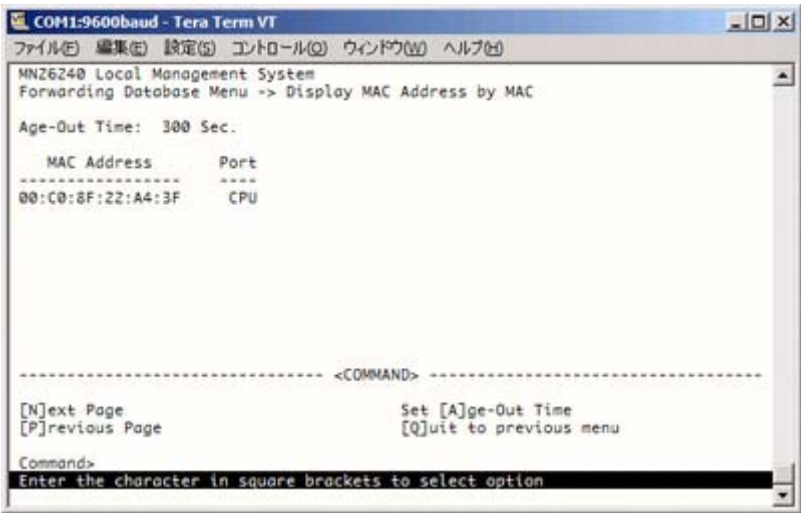 COM1:9600baud - Tera Term VT
ファイル(F) 編集(E) 設定(S) コントロール(O) ウィンドウ(W) ヘルプ(H)
MN26240 Local Management System
Forwarding Database Menu -> Display MAC Address by MAC
Age-Out Time: 300 Sec.
MAC Address Port
------------------ ----
00:C0:8F:22:A4:3F CPU
-------------------------------- <COMMAND> -----------------------------------
[N]ext Page Set [A]ge-Out Time
[P]revious Page [Q]uit to previous menu
Command>
Enter the character in square brackets to select option